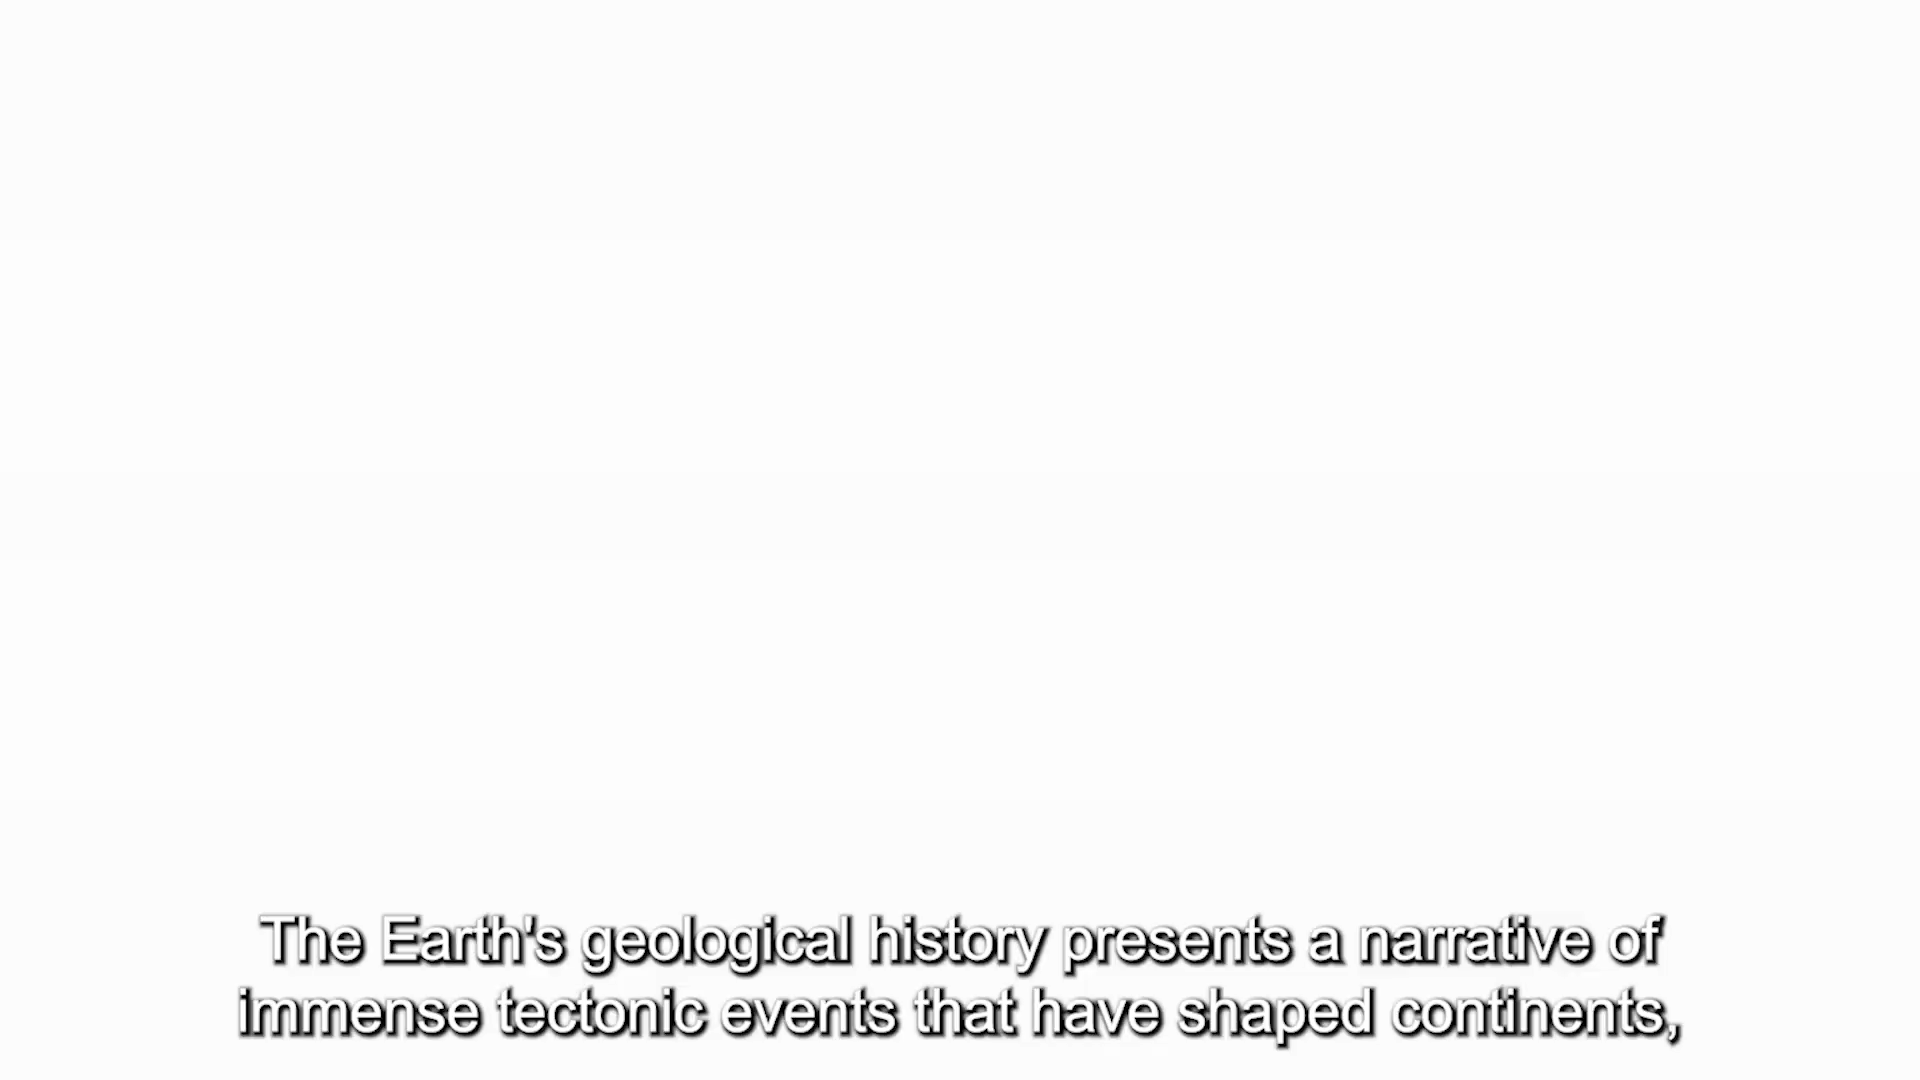 The Earth's geological history presents a narrative of
immense tectonic events that have shaped continents,